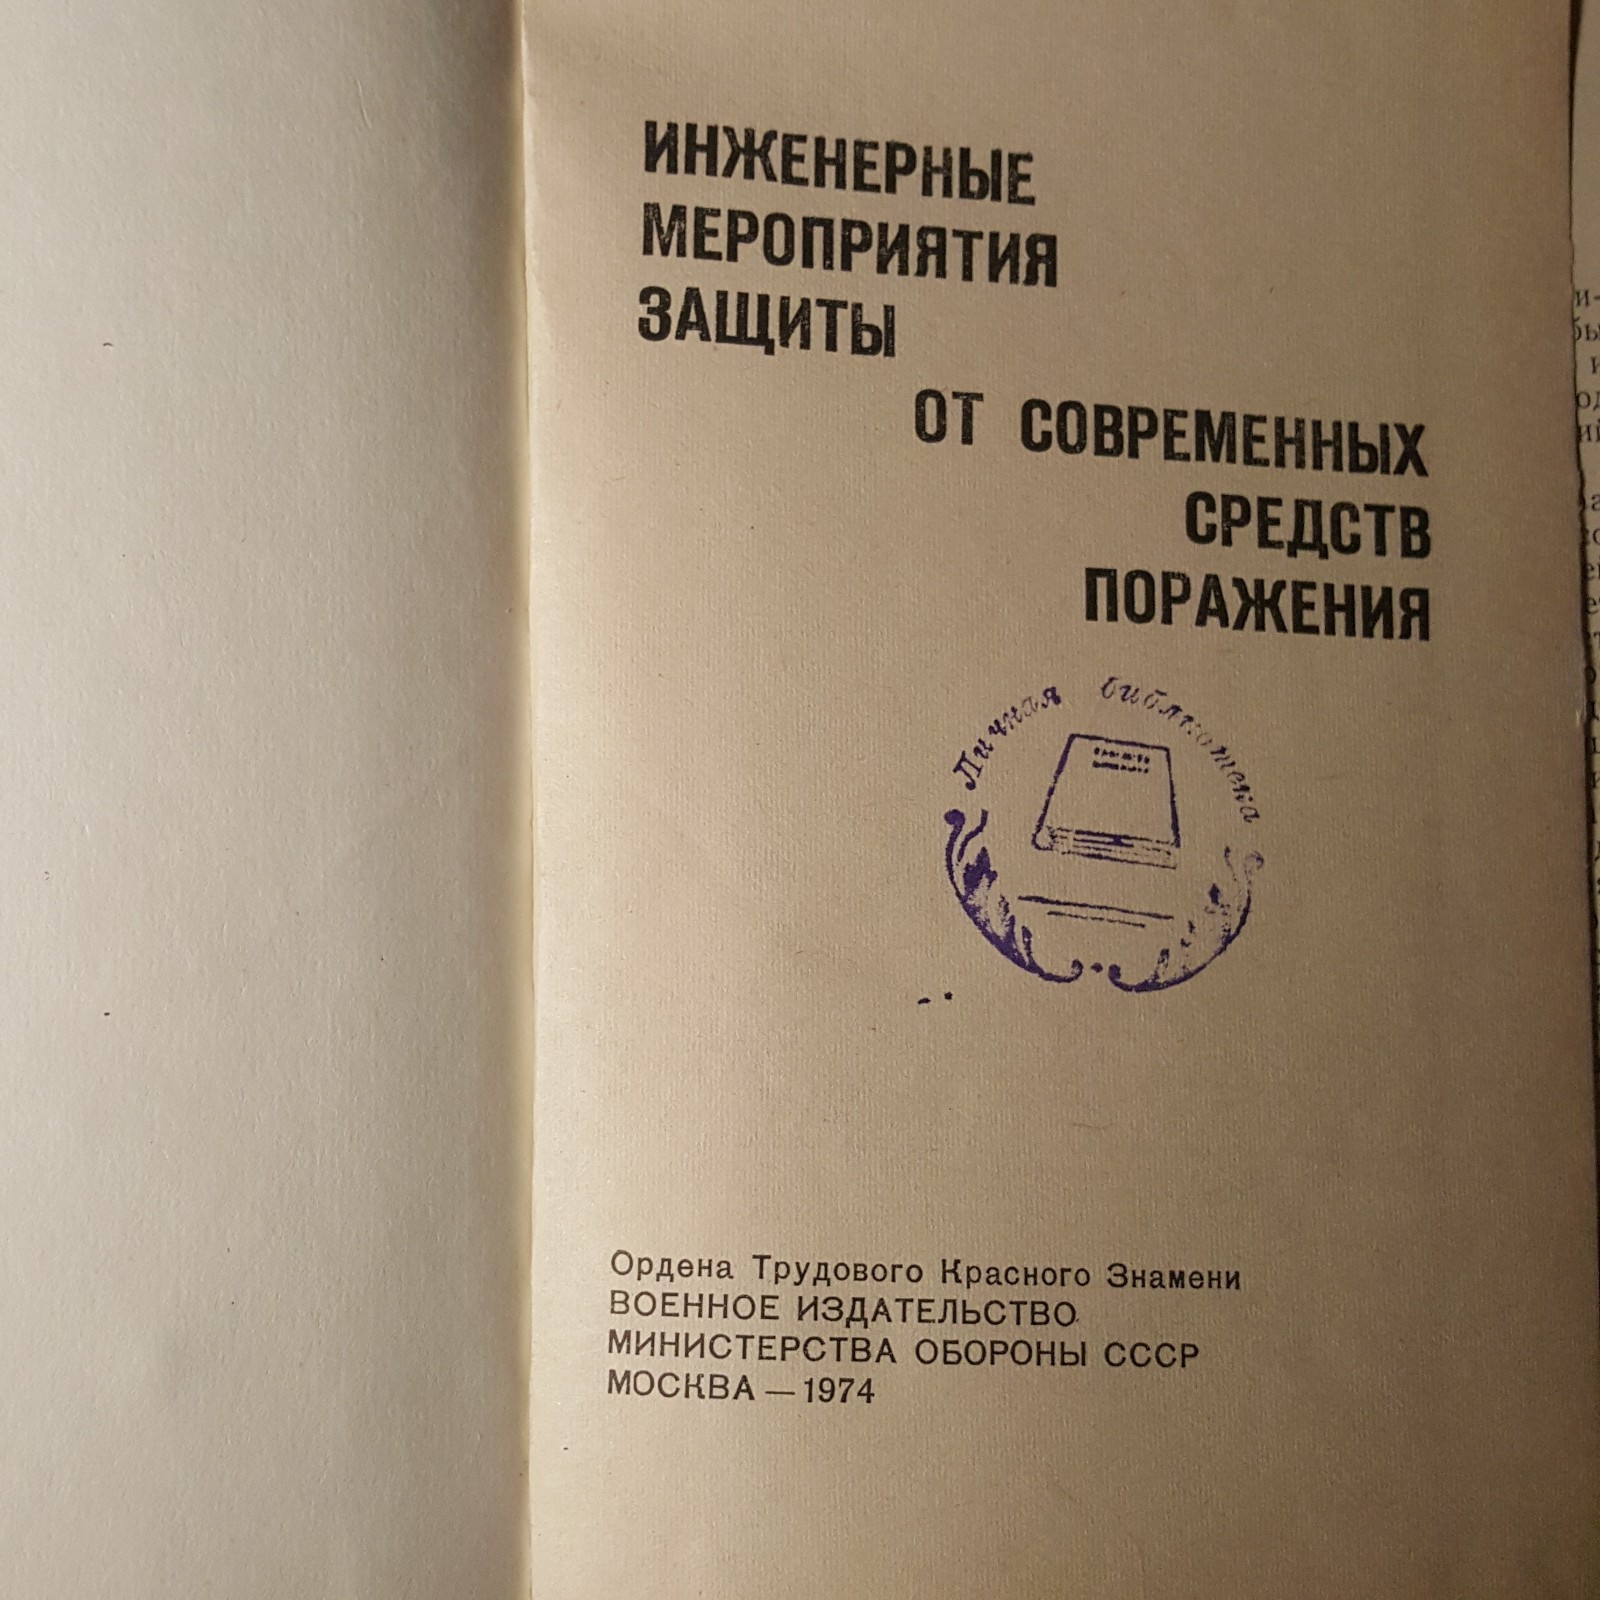 ИНЖЕНЕРНЫЕ
МЕРОПРИЯТИЯ
ЗАЩИТЫ
ОТ СОВРЕМЕННЫХ
СРЕДСТВ
ПОРАЖЕНИЯ
Личная библиотека
Ордена Трудового Красного Знамени
ВОЕННОЕ ИЗДАТЕЛЬСТВО
МИНИСТЕРСТВА ОБОРОНЫ СССР
МОСКВА — 1974